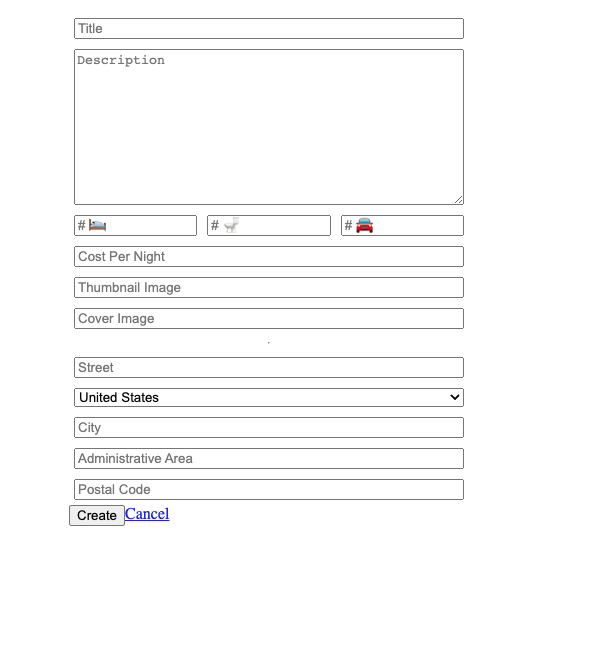 Title
Description
# 🛏️ # 🚽 # 🚘
Cost Per Night
Thumbnail Image
Cover Image
Street
United States
City
Administrative Area
Postal Code
Create Cancel